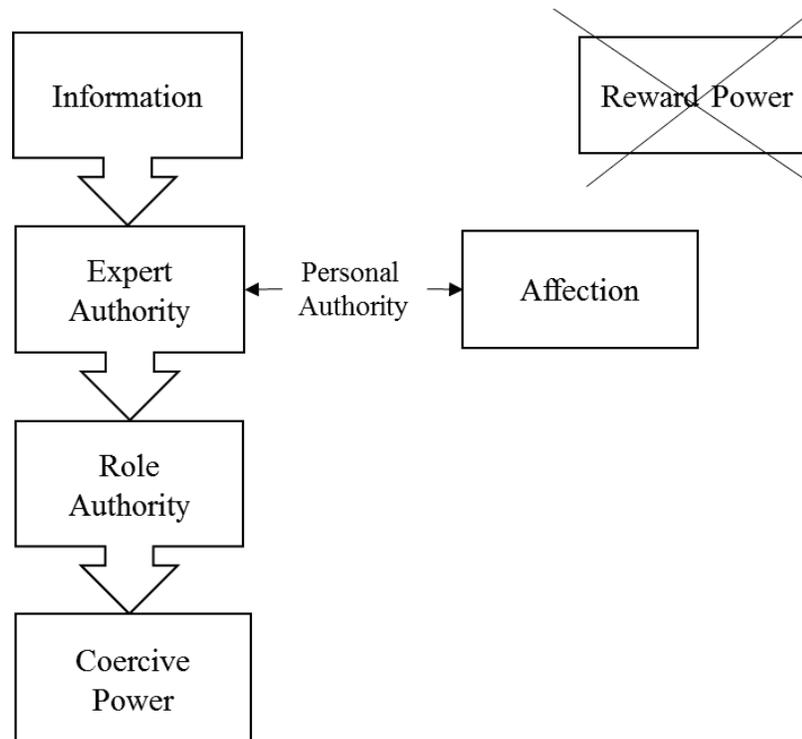 Information
Reward Power
Expert
Authority
Personal
Authority
Affection
Role
Authority
Coercive
Power